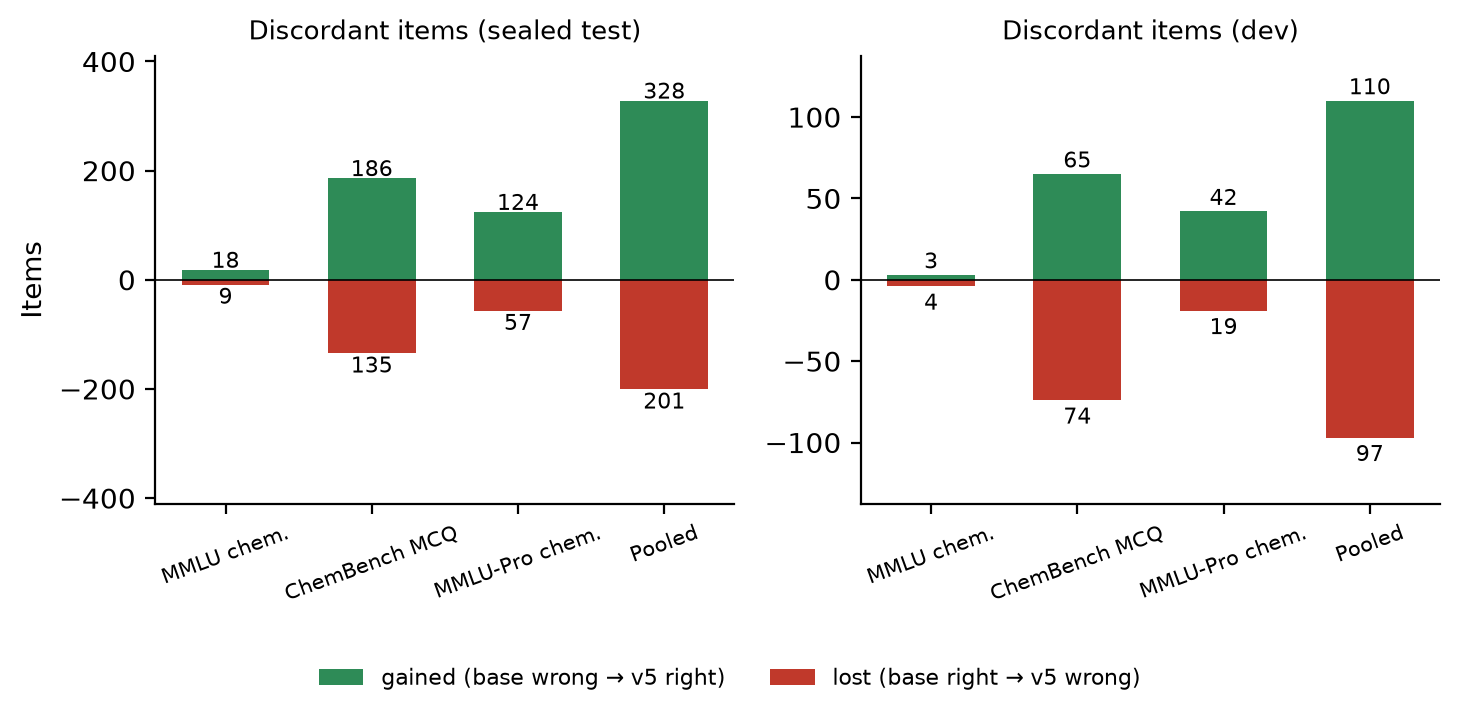 Discordant items (sealed test)
Items
400
200
0
−200
−400
18
9
186
135
124
57
328
201
MMLU chem.
ChemBench MCQ
MMLU-Pro chem.
Pooled
Discordant items (dev)
100
50
0
−50
−100
3
4
65
74
42
19
110
97
MMLU chem.
ChemBench MCQ
MMLU-Pro chem.
Pooled
gained (base wrong → v5 right)
lost (base right → v5 wrong)